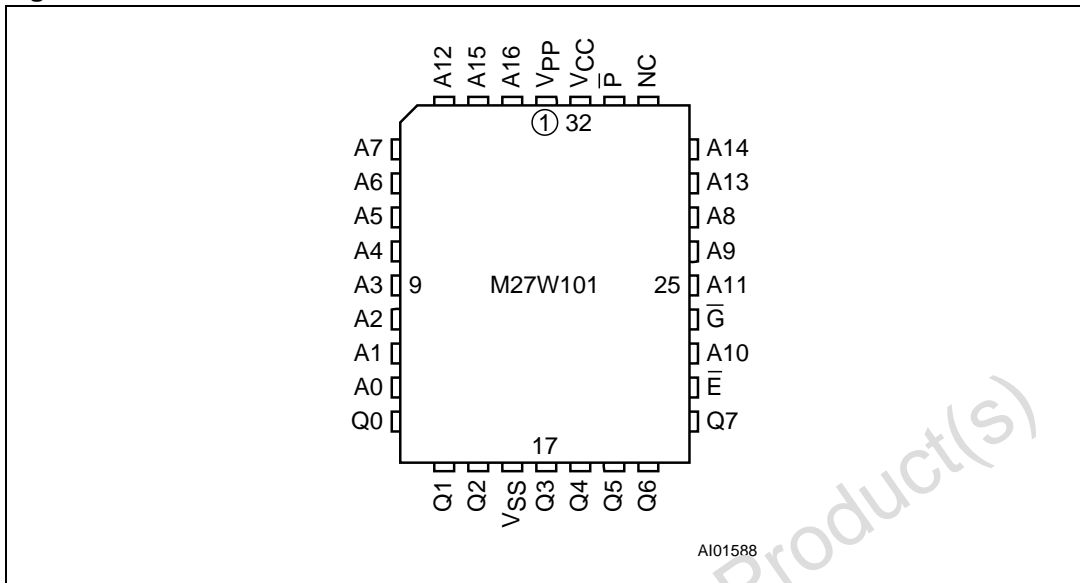 A12 A15 A16 VPP VCC P̅ NC
① 32
A7 A14
A6 A13
A5 A8
A4 A9
A3 9 M27W101 25 A11
A2 G̅
A1 A10
A0 E̅
Q0 Q7
17
Q1 Q2 VSS Q3 Q4 Q5 Q6
AI01588
Product(s)